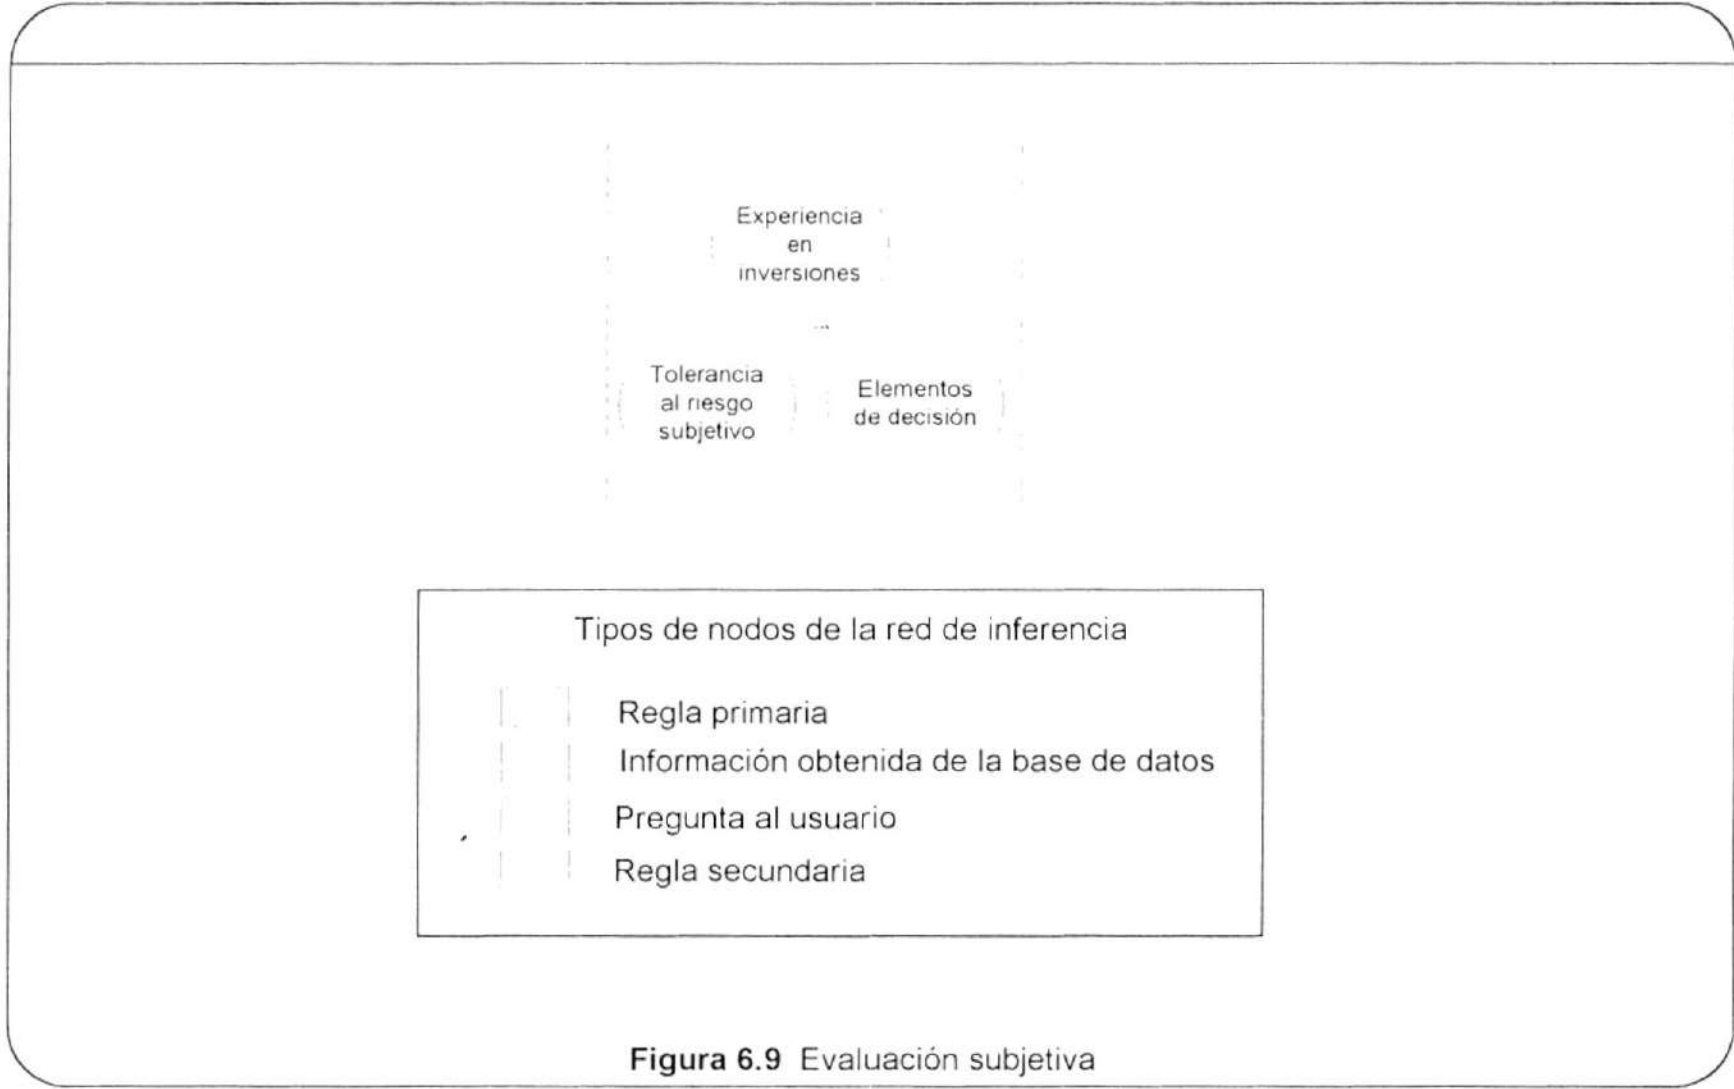 Experiencia
en
inversiones
Tolerancia
al riesgo
subjetivo
Elementos
de decisión
Tipos de nodos de la red de inferencia
Regla primaria
Información obtenida de la base de datos
Pregunta al usuario
Regla secundaria
Figura 6.9 Evaluación subjetiva